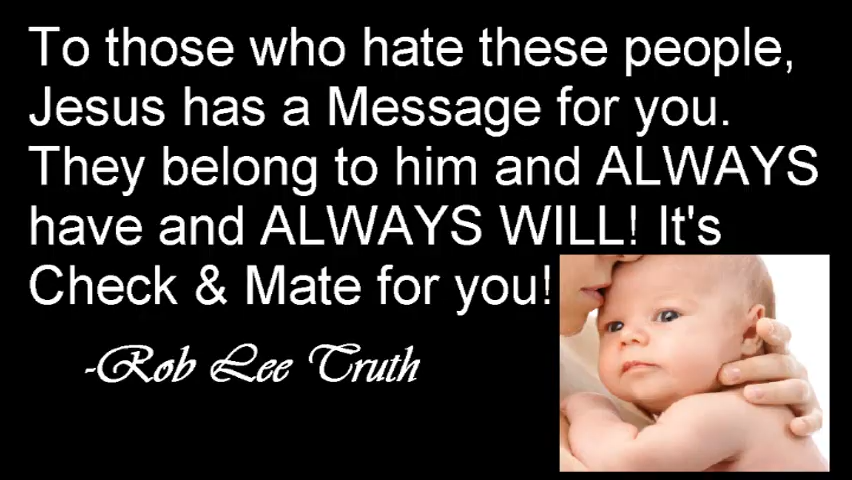 To those who hate these people,
Jesus has a Message for you.
They belong to him and ALWAYS
have and ALWAYS WILL! It's
Check & Mate for you!
-Rob Lee Truth